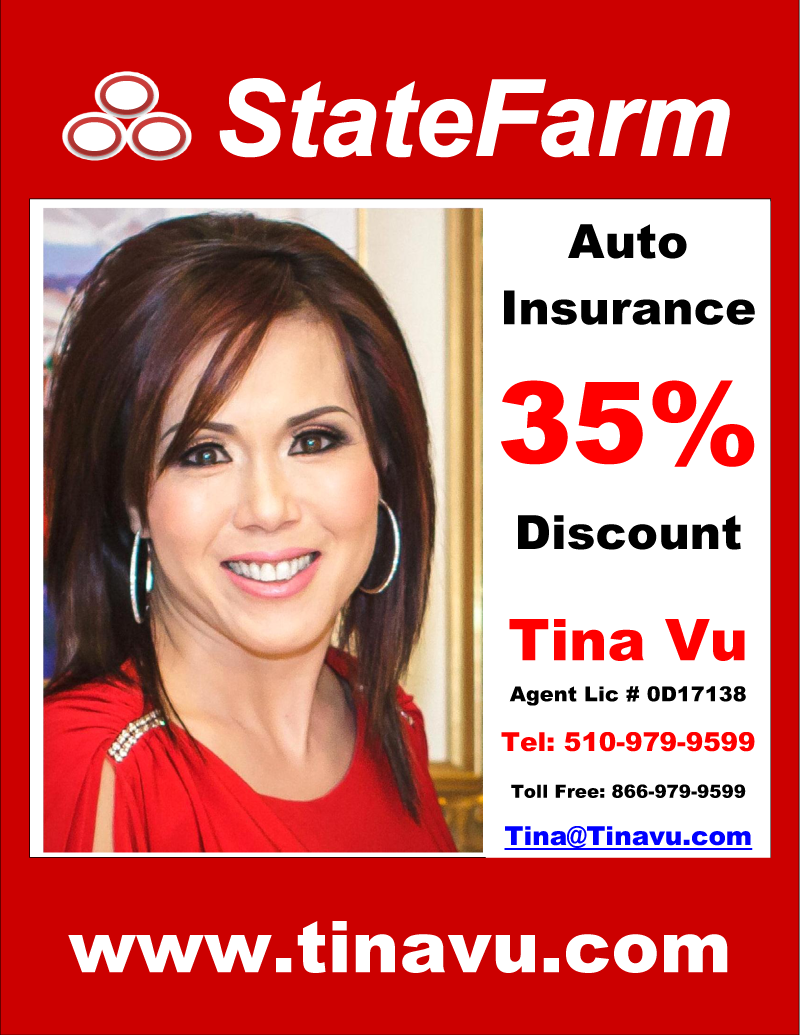 StateFarm
Auto
Insurance
35%
Discount
Tina Vu
Agent Lic # 0D17138
Tel: 510-979-9599
Toll Free: 866-979-9599
Tina@Tinavu.com
www.tinavu.com